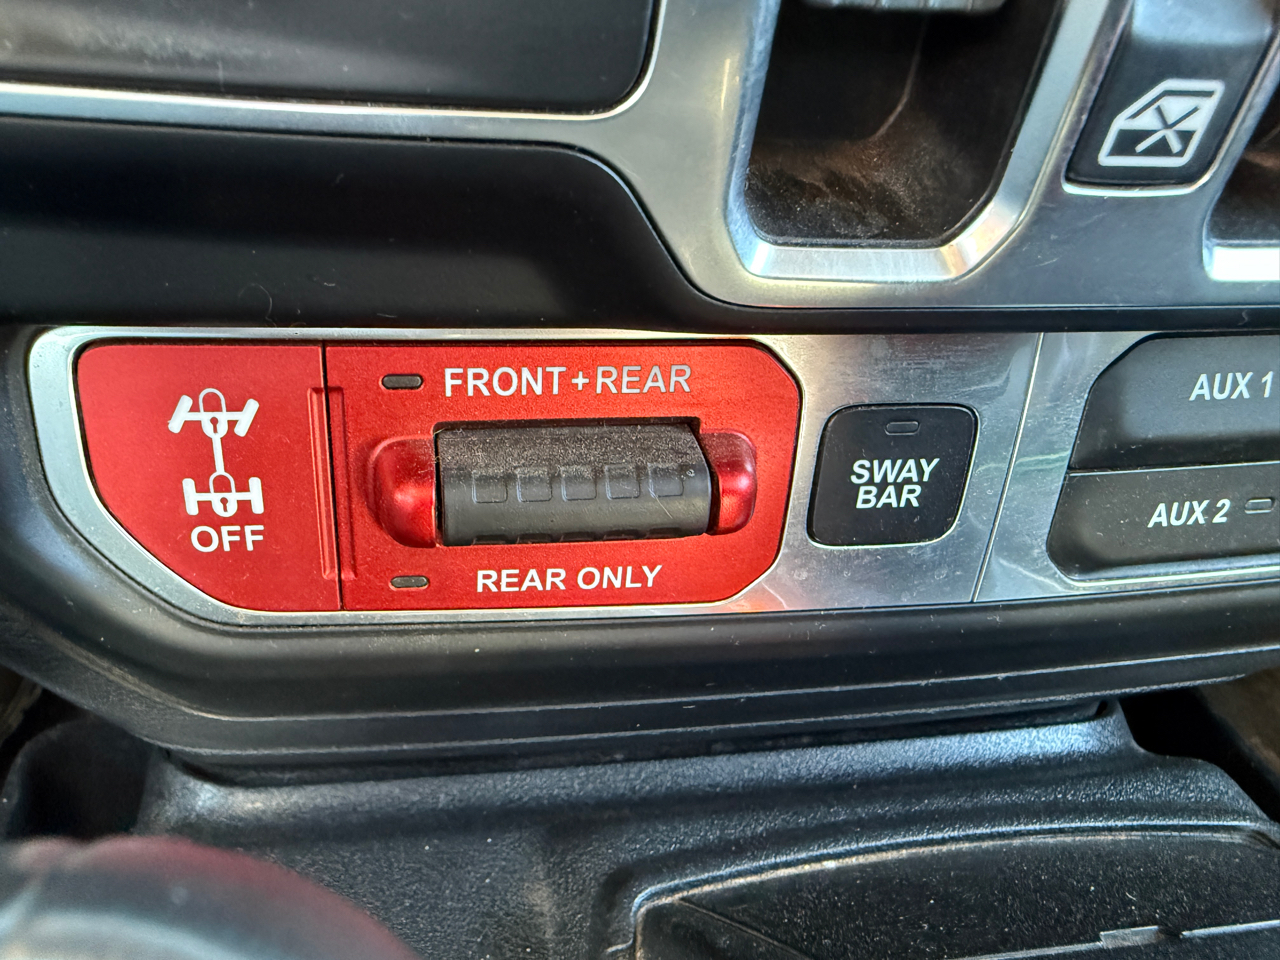 FRONT+REAR
OFF
REAR ONLY
SWAY
BAR
AUX 1
AUX 2